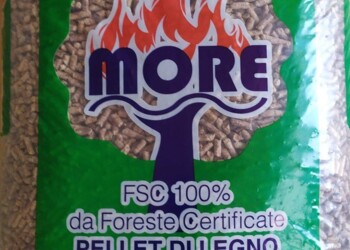 MORE
FSC 100%
da Foreste Certificate
PELLET DI LEGNO